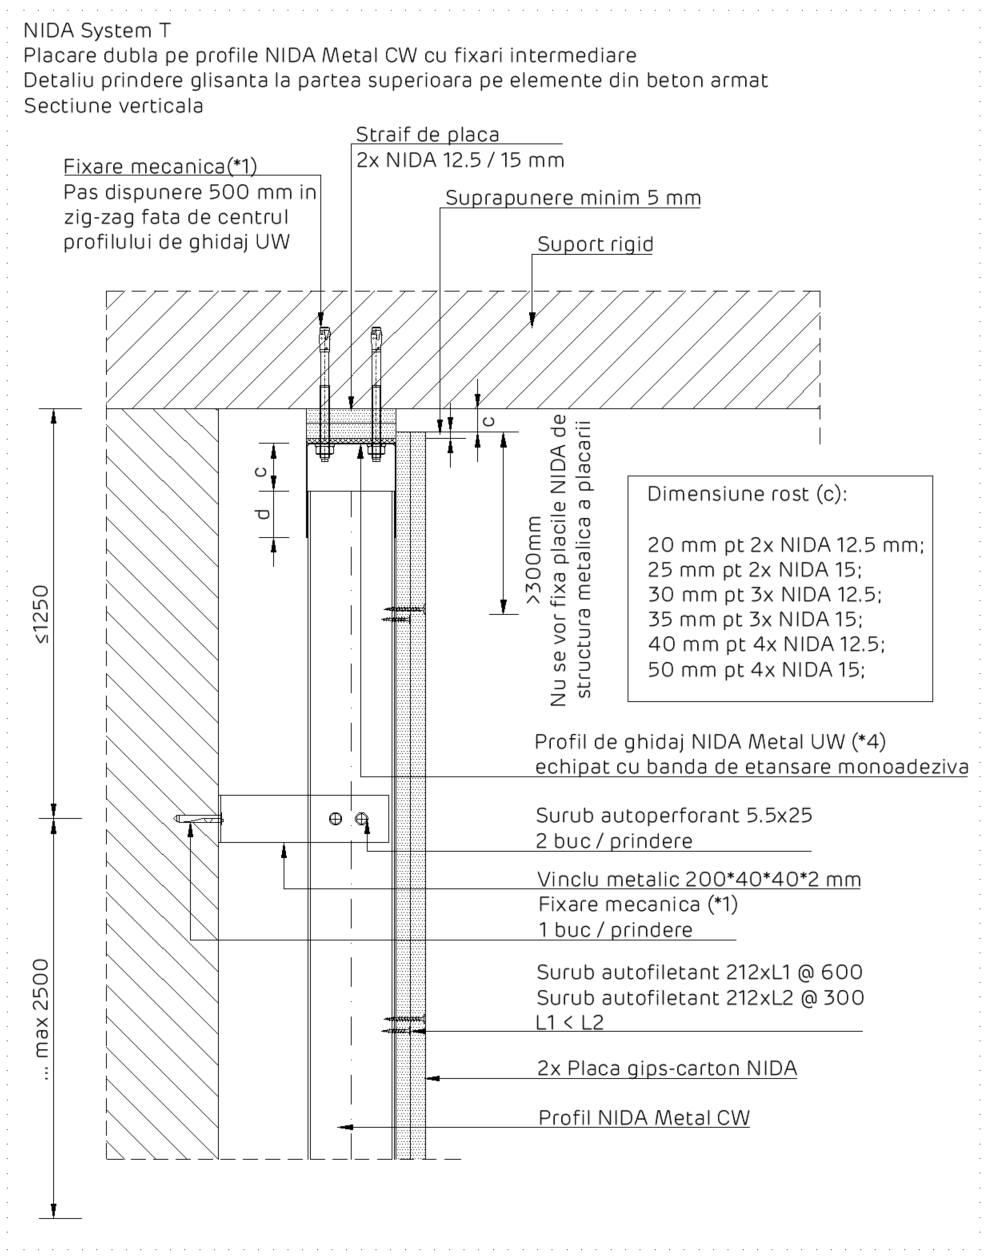 NIDA System T
Placare dubla pe profile NIDA Metal CW cu fixari intermediare
Detaliu prindere glisanta la partea superioara pe elemente din beton armat
Sectiune verticala
Straif de placa
2x NIDA 12.5 / 15 mm
Fixare mecanica(*1)
Pas dispunere 500 mm in
zig-zag fata de centrul
profilului de ghidaj UW
Suprapunere minim 5 mm
Suport rigid
c
c
d
>300mm
Nu se vor fixa placile NIDA de
structura metalica a placarii
Dimensiune rost (c):
20 mm pt 2x NIDA 12.5 mm;
25 mm pt 2x NIDA 15;
30 mm pt 3x NIDA 12.5;
35 mm pt 3x NIDA 15;
40 mm pt 4x NIDA 12.5;
50 mm pt 4x NIDA 15;
≤1250
Profil de ghidaj NIDA Metal UW (*4)
echipat cu banda de etansare monoadeziva
Surub autoperforant 5.5x25
2 buc / prindere
Vinclu metalic 200*40*40*2 mm
Fixare mecanica (*1)
1 buc / prindere
... max 2500
Surub autofiletant 212xL1 @ 600
Surub autofiletant 212xL2 @ 300
L1 < L2
2x Placa gips-carton NIDA
Profil NIDA Metal CW